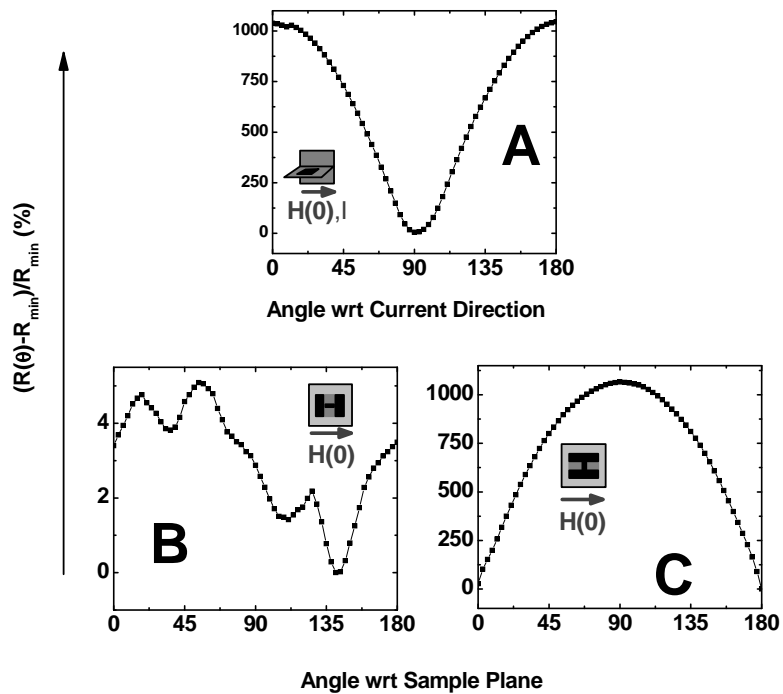 (R(θ)-Rmin)/Rmin (%)
1000
750
500
250
0
A
H(0),I
0 45 90 135 180
Angle wrt Current Direction
4
2
0
B
H(0)
0 45 90 135 180
1000
750
500
250
0
C
H(0)
0 45 90 135 180
Angle wrt Sample Plane